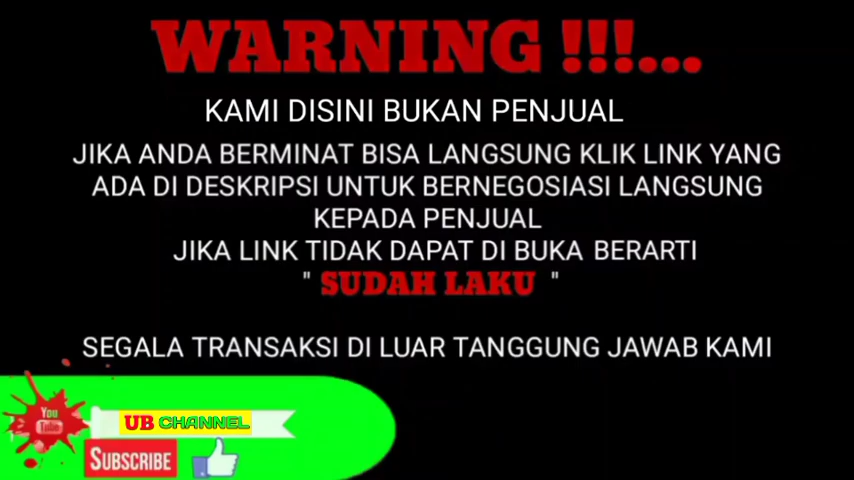 WARNING !!!...
KAMI DISINI BUKAN PENJUAL
JIKA ANDA BERMINAT BISA LANGSUNG KLIK LINK YANG
ADA DI DESKRIPSI UNTUK BERNEGOSIASI LANGSUNG
KEPADA PENJUAL
JIKA LINK TIDAK DAPAT DI BUKA BERARTI
" SUDAH LAKU "
SEGALA TRANSAKSI DI LUAR TANGGUNG JAWAB KAMI
You
Tube
UB CHANNEL
SUBSCRIBE